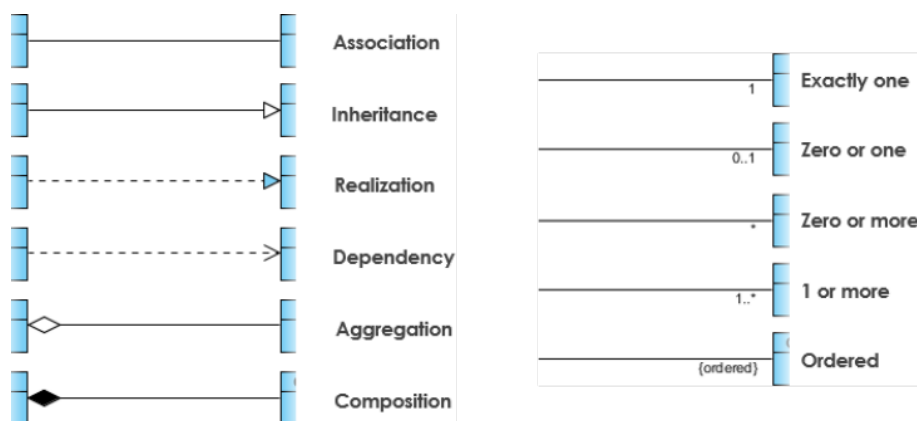 Association
Inheritance
Realization
Dependency
Aggregation
Composition
1
Exactly one
0..1
Zero or one
*
Zero or more
1..*
1 or more
{ordered}
Ordered